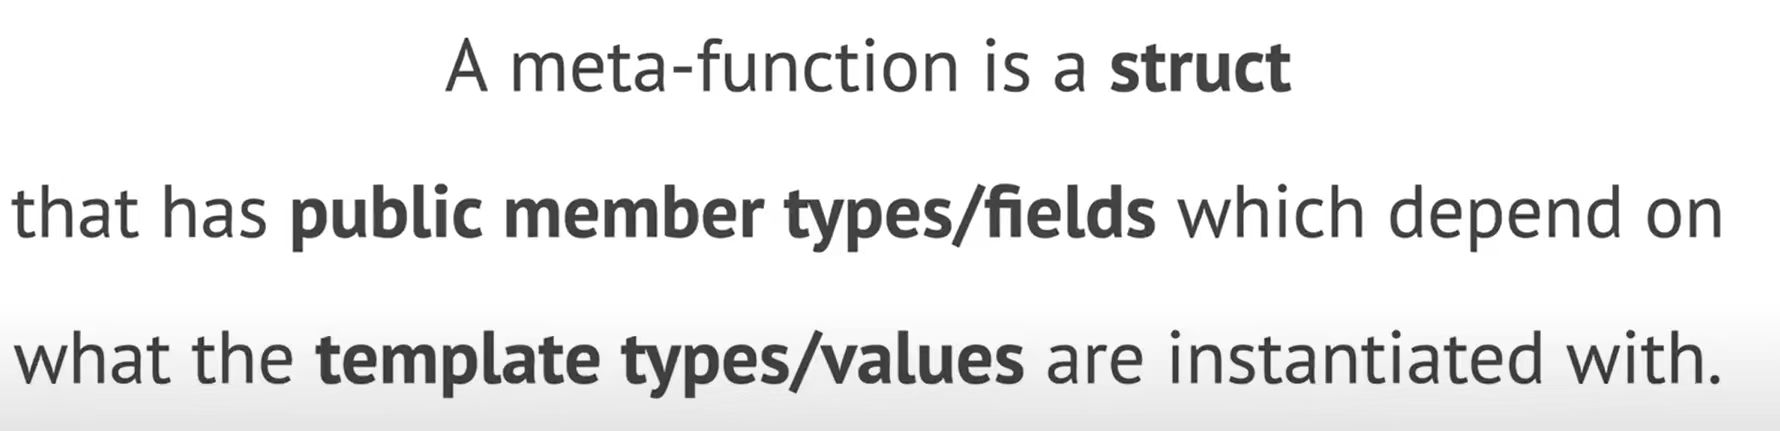 A meta-function is a struct
that has public member types/fields which depend on
what the template types/values are instantiated with.